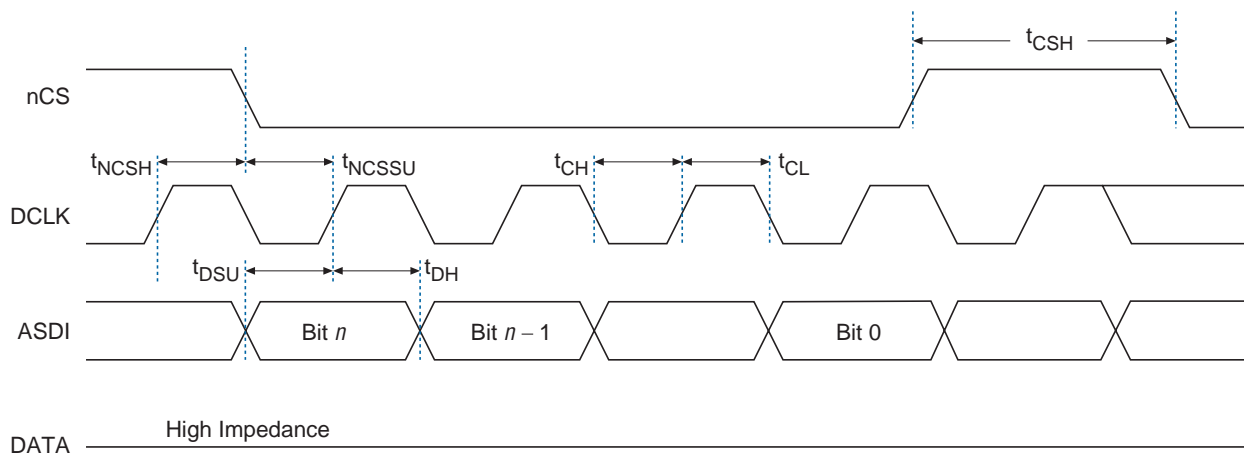 tCSH
nCS
tNCSH
tNCSSU
tCH
tCL
DCLK
tDSU
tDH
ASDI
Bit n
Bit n – 1
Bit 0
High Impedance
DATA